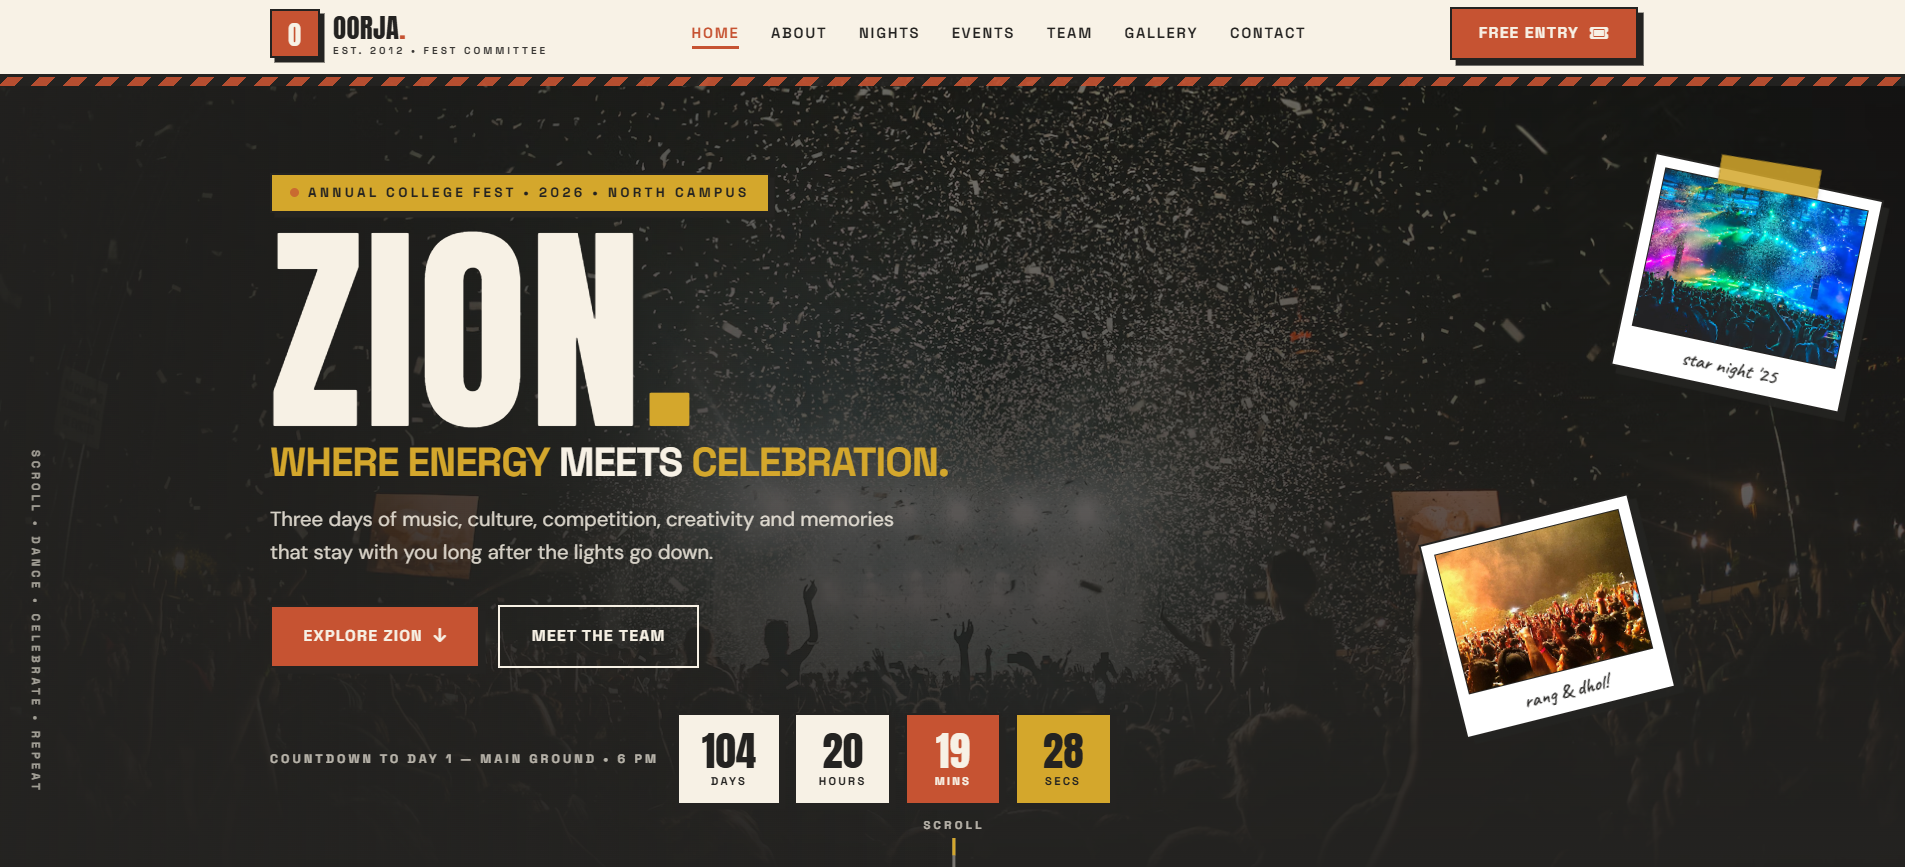 O
OORJA.
EST. 2012 • FEST COMMITTEE
HOME
ABOUT
NIGHTS
EVENTS
TEAM
GALLERY
CONTACT
FREE ENTRY
ANNUAL COLLEGE FEST • 2026 • NORTH CAMPUS
ZION.
WHERE ENERGY MEETS CELEBRATION.
Three days of music, culture, competition, creativity and memories
that stay with you long after the lights go down.
EXPLORE ZION ↓
MEET THE TEAM
COUNTDOWN TO DAY 1 — MAIN GROUND • 6 PM
104
DAYS
20
HOURS
19
MINS
28
SECS
SCROLL
SCROLL • DANCE • CELEBRATE • REPEAT
star night '25
rang & dhol!